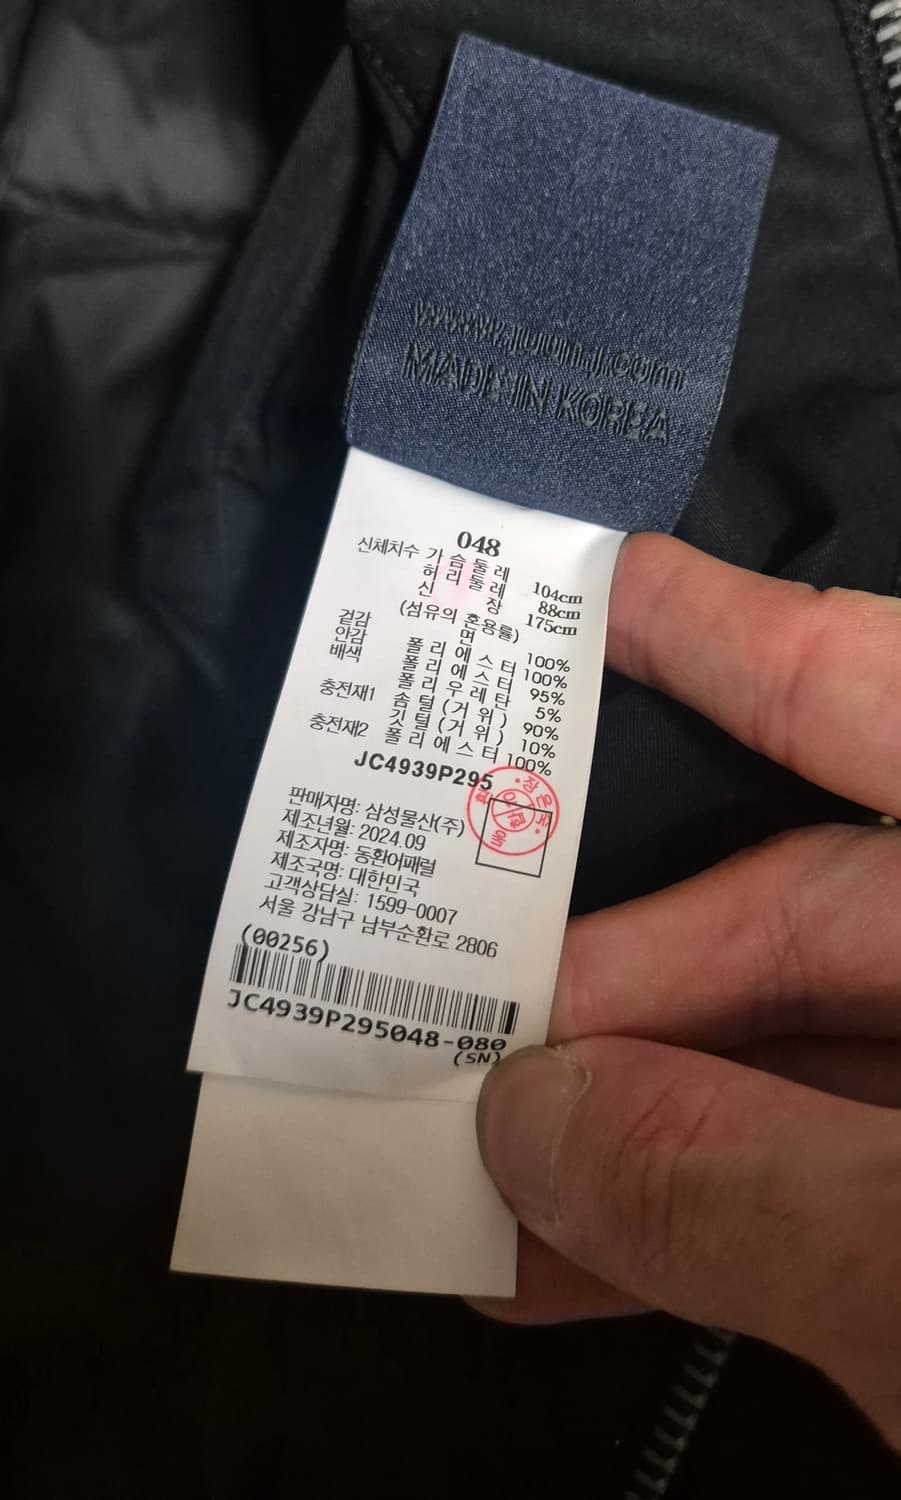 www.juunj.com
MADE IN KOREA
048
신체치수 가슴둘레 104cm
허리둘레 88cm
신장 175cm
(섬유의 혼용률)
겉감 면 100%
안감 폴리에스터 100%
배색 폴리에스터 95%
폴리우레탄 5%
충전재1 솜털(거위) 90%
깃털(거위) 10%
충전재2 폴리에스터 100%
JC4939P295
판매자명: 삼성물산(주)
제조년월: 2024.09
제조자명: 동환어패럴
제조국명: 대한민국
고객상담실: 1599-0007
서울 강남구 남부순환로 2806
(00256)
JC4939P295048-080
(SN)